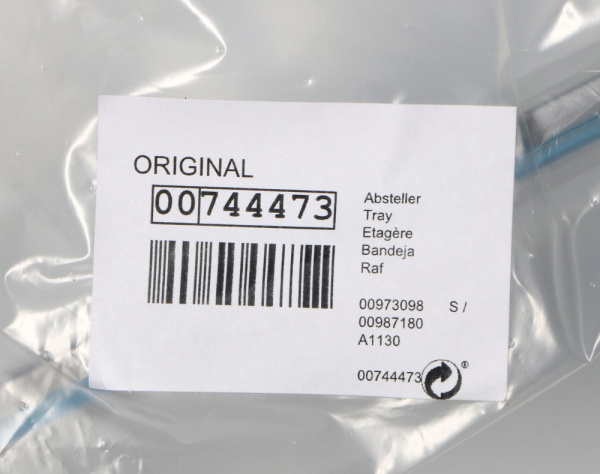 ORIGINAL
00744473
Absteller
Tray
Etagère
Bandeja
Raf
00973098 S /
00987180
A1130
00744473 ®